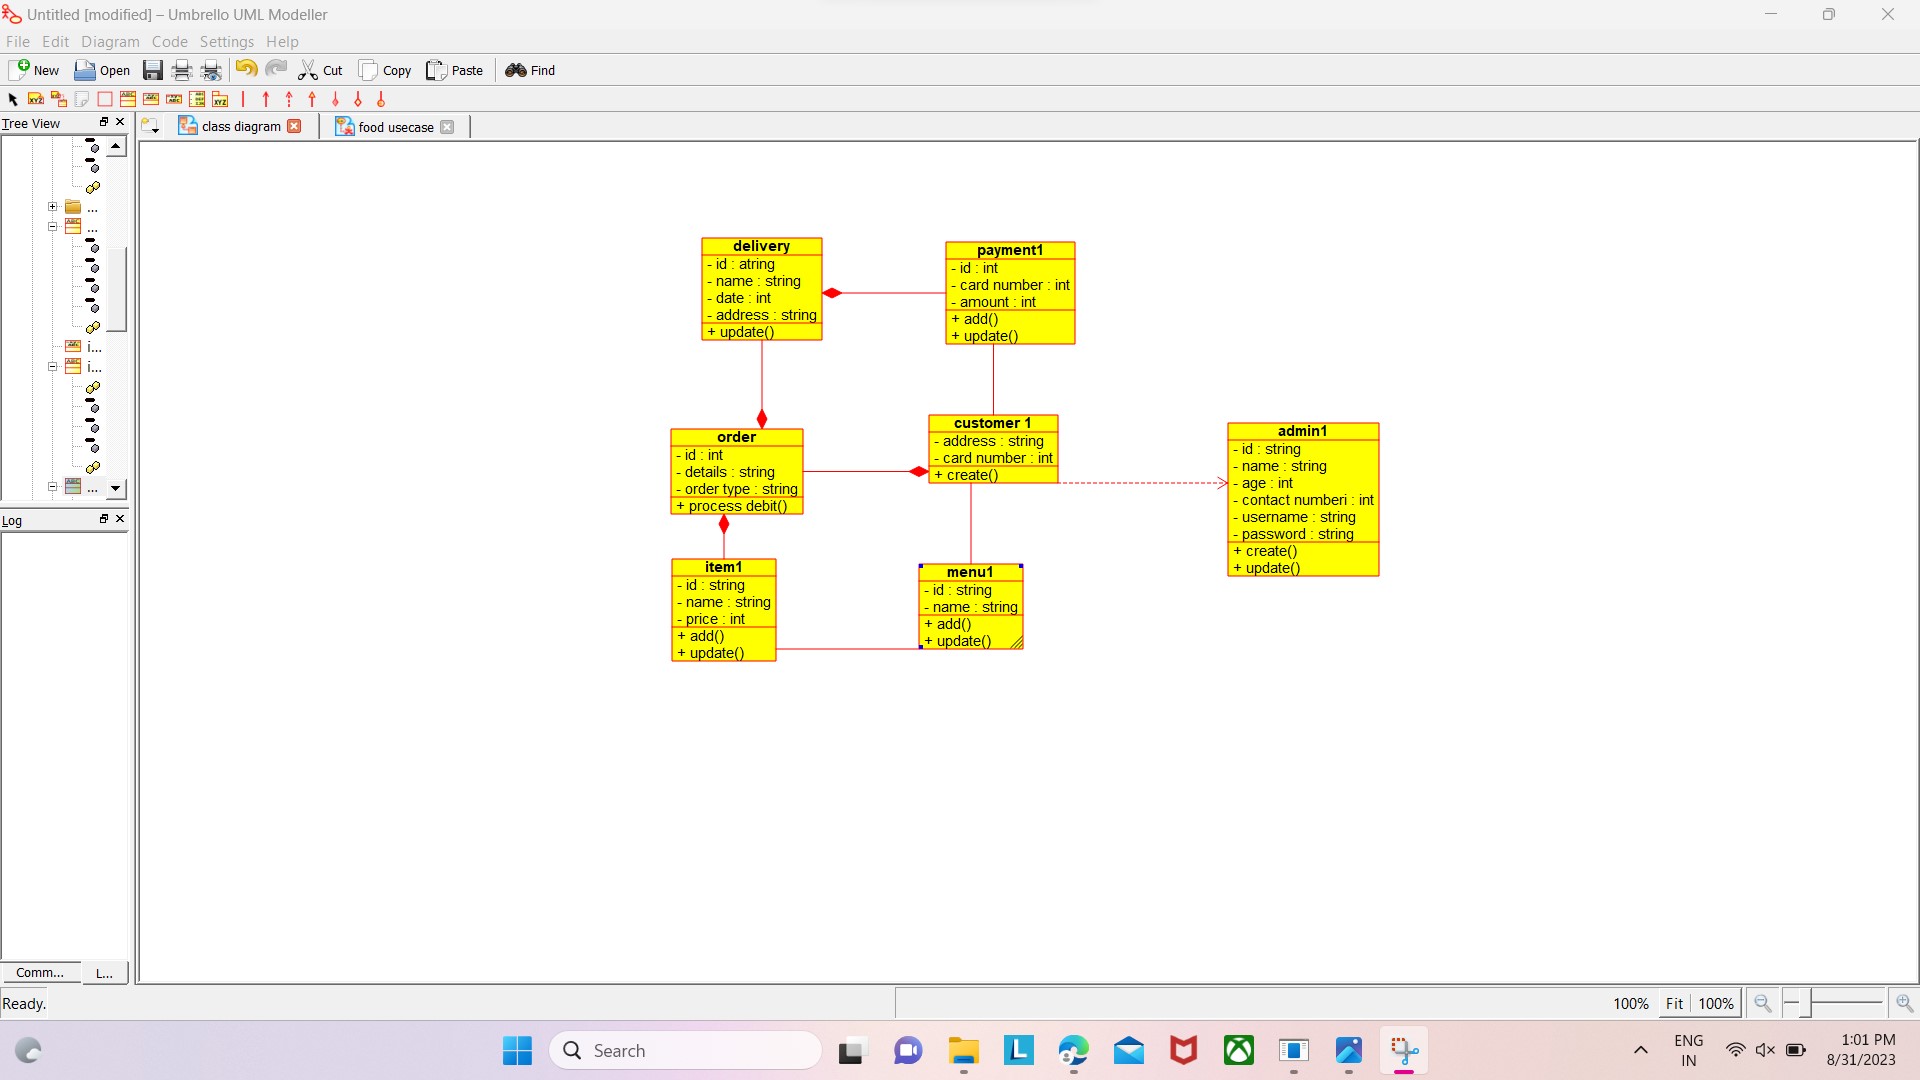 Untitled [modified] – Umbrello UML Modeller
File Edit Diagram Code Settings Help
New Open Cut Copy Paste Find
Tree View
class diagram
food usecase
...
...
i...
i...
...
Log
Comm... L...
delivery
- id : atring
- name : string
- date : int
- address : string
+ update()
payment1
- id : int
- card number : int
- amount : int
+ add()
+ update()
order
- id : int
- details : string
- order type : string
+ process debit()
customer 1
- address : string
- card number : int
+ create()
admin1
- id : string
- name : string
- age : int
- contact numberi : int
- username : string
- password : string
+ create()
+ update()
item1
- id : string
- name : string
- price : int
+ add()
+ update()
menu1
- id : string
- name : string
+ add()
+ update()
Ready.
100% Fit 100%
Search
ENG
IN
1:01 PM
8/31/2023